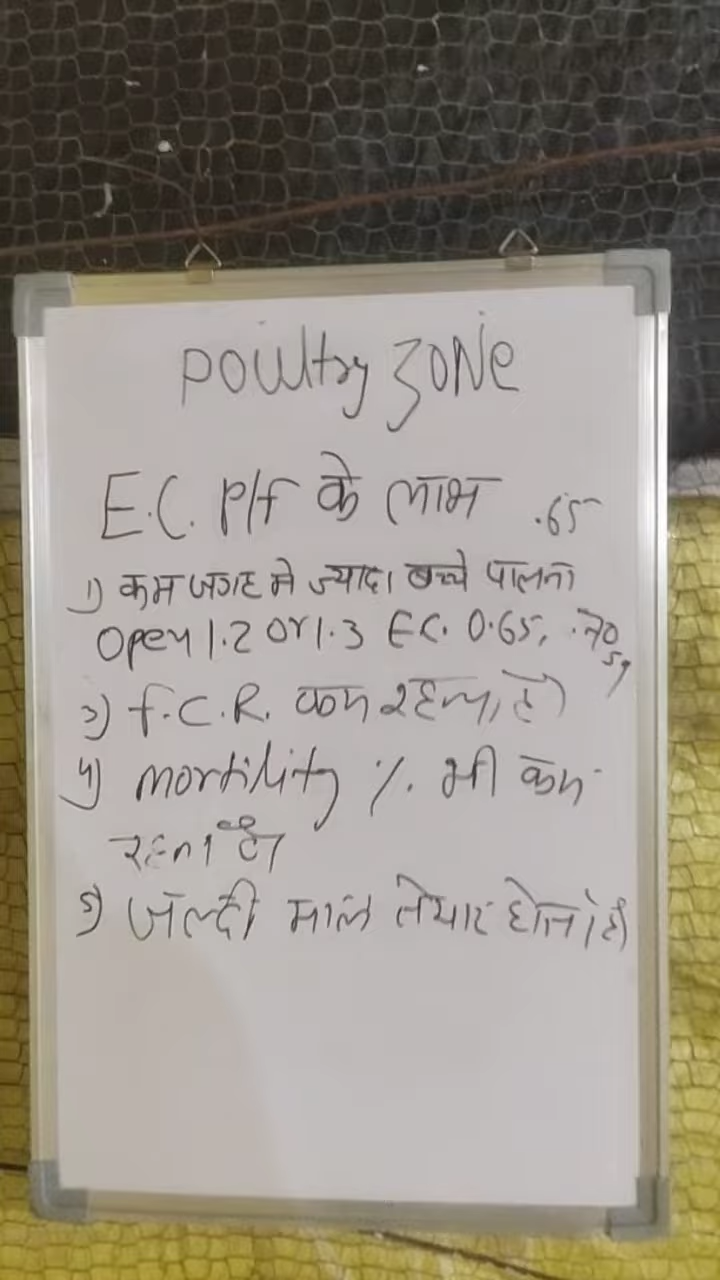 Poultry Zone
E.C. P/f के लाभ .65
1) कम जगह मे ज्यादा बच्चे पालना
Open 1.2 or 1.3 E.C. 0.65, .70
3) F.C.R. कम रहता है
4) mortility % भी कम
रहता है
5) जल्दी माल तैयार होता है